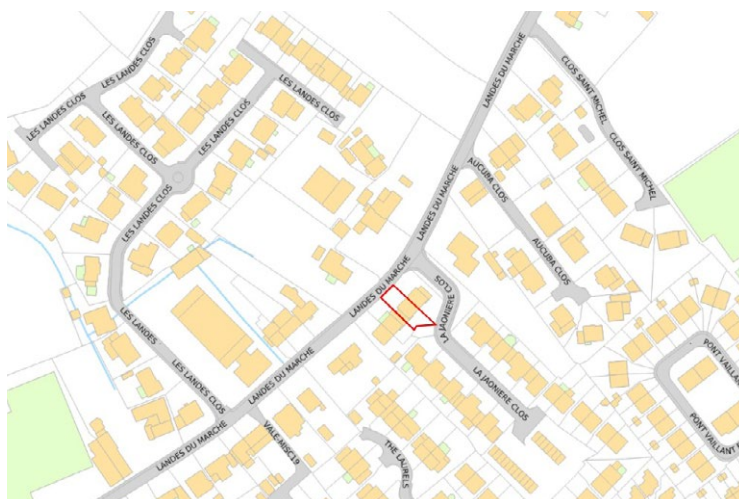 LES LANDES CLOS
LES LANDES CLOS
LES LANDES CLOS
LES LANDES CLOS
LES LANDES CLOS
LES LANDES CLOS
LES LANDES
LES LANDES CLOS
LANDES DU MARCHE
LANDES DU MARCHE
LANDES DU MARCHE
LANDES DU MARCHE
LANDES DU MARCHE
CLOS SAINT MICHEL
CLOS SAINT MICHEL
AUCUBA CLOS
AUCUBA CLOS
LA JAONIERE
CLOS
LA JAONIERE CLOS
VALE MISC19
THE LAURELS
PONT VAILLANT
PONT VAILLANT